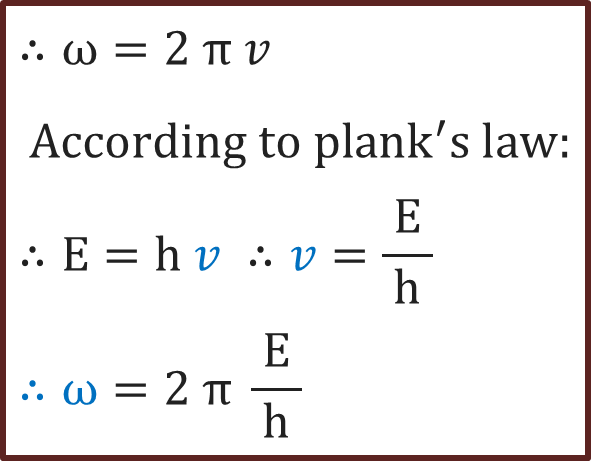 ∴ ω = 2 π v
According to plank′s law:
∴ E = h v ∴ v = E/h
∴ ω = 2 π E/h